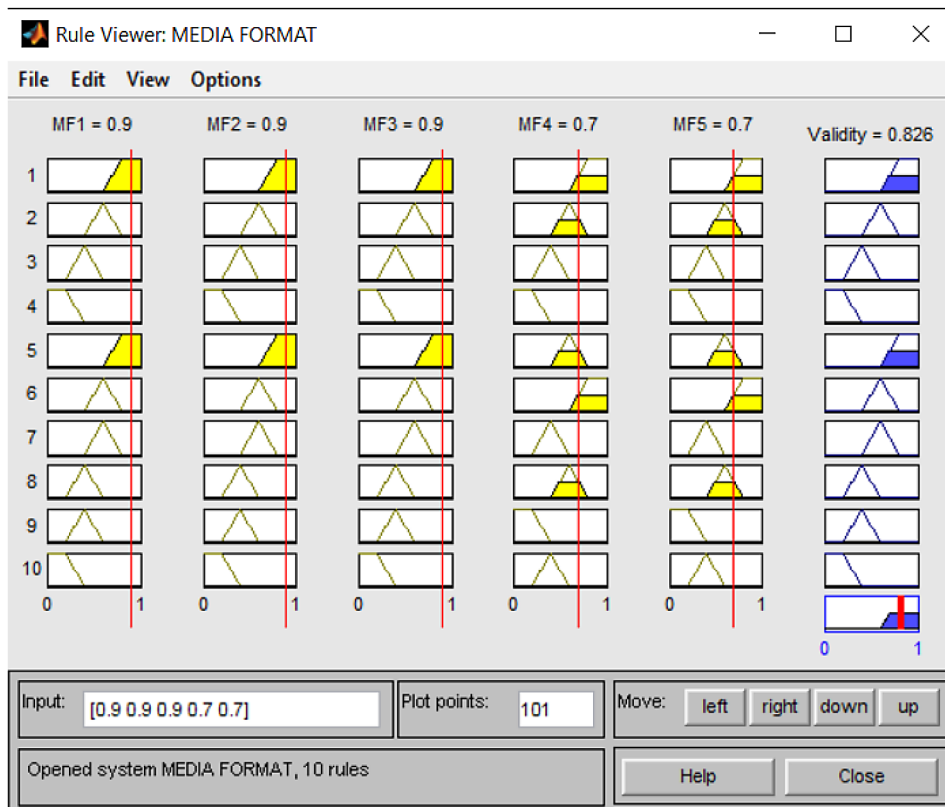 Rule Viewer: MEDIA FORMAT
File Edit View Options
MF1 = 0.9 MF2 = 0.9 MF3 = 0.9 MF4 = 0.7 MF5 = 0.7 Validity = 0.826
1
2
3
4
5
6
7
8
9
10
0 1 0 1 0 1 0 1 0 1
0 1
Input: [0.9 0.9 0.9 0.7 0.7] Plot points: 101 Move: left right down up
Opened system MEDIA FORMAT, 10 rules Help Close